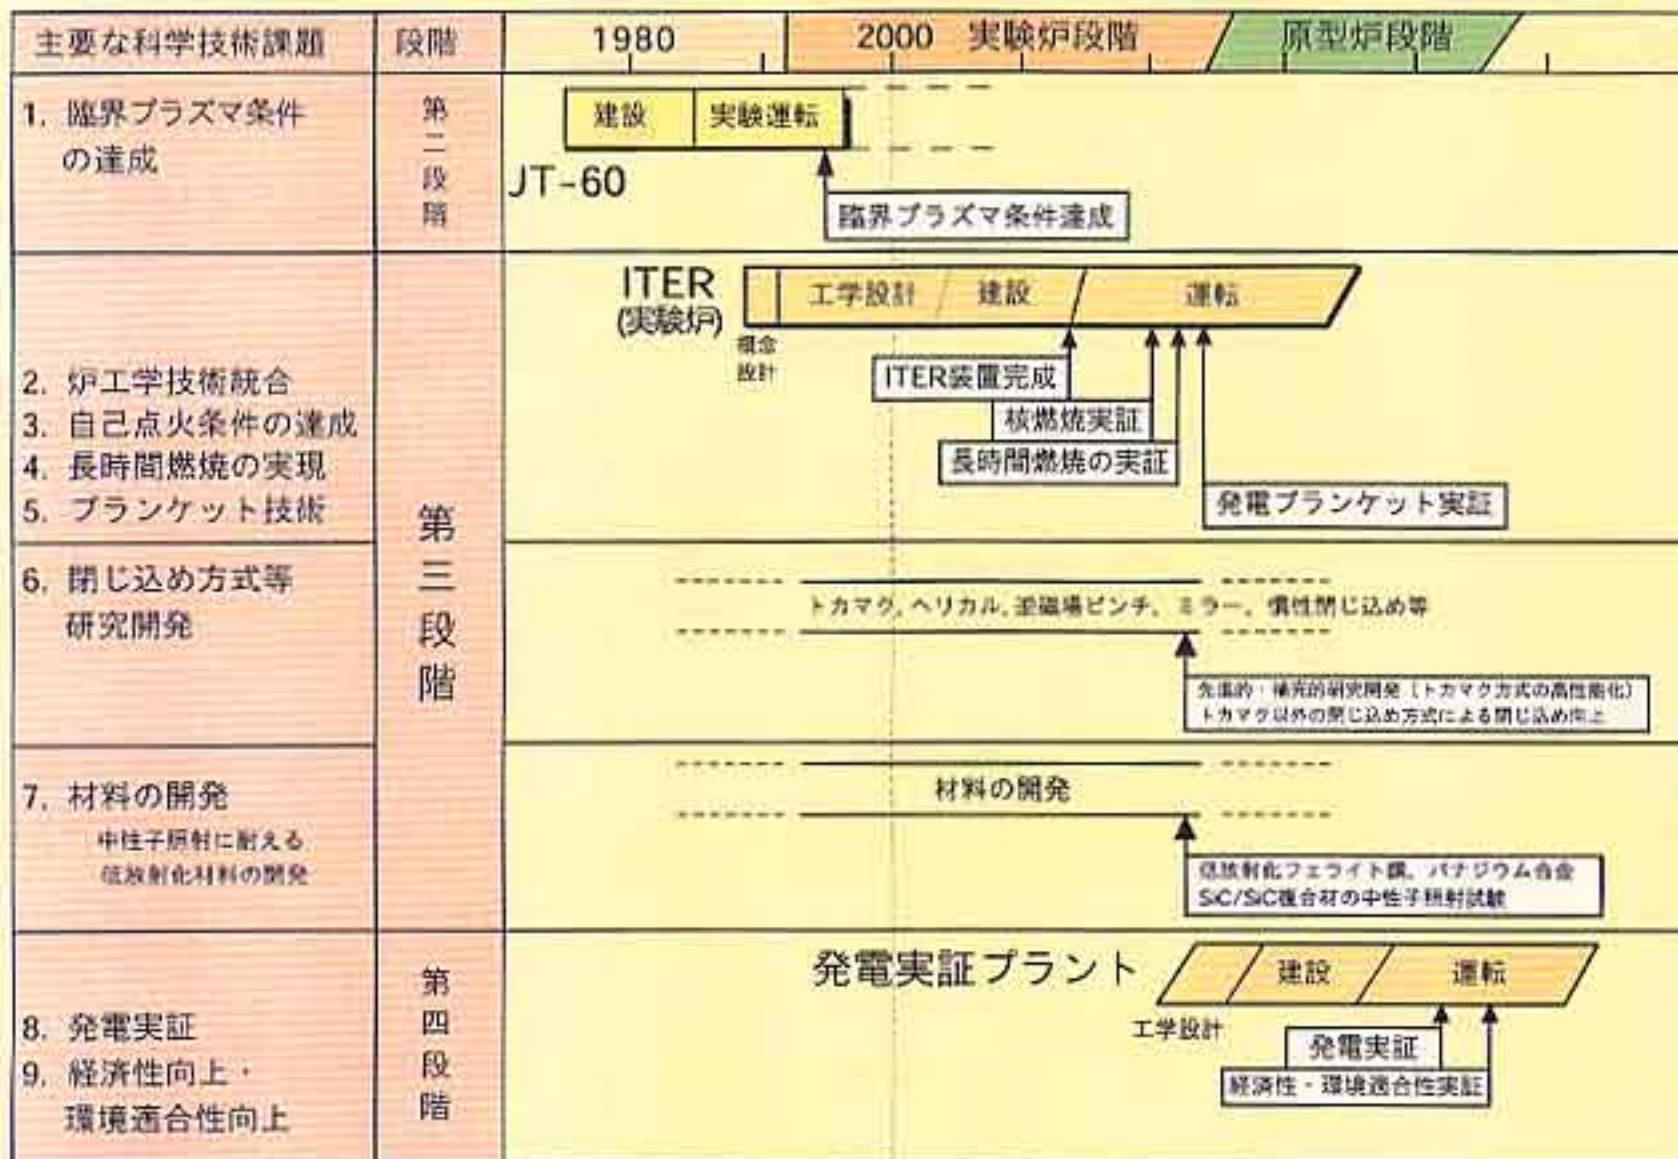 主要な科学技術課題
段階
1980
2000 実験炉段階
原型炉段階
1. 臨界プラズマ条件
の達成
第
二
段
階
建設
実験運転
JT-60
臨界プラズマ条件達成
2. 炉工学技術統合
3. 自己点火条件の達成
4. 長時間燃焼の実現
5. ブランケット技術
第
三
段
階
ITER
(実験炉)
概念
設計
工学設計
建設
運転
ITER装置完成
核燃焼実証
長時間燃焼の実証
発電ブランケット実証
6. 閉じ込め方式等
研究開発
トカマク, ヘリカル, 逆磁場ピンチ, ミラー, 慣性閉じ込め等
先進的・補完的研究開発(トカマク方式の高性能化)
トカマク以外の閉じ込め方式による閉じ込め向上
7. 材料の開発
中性子照射に耐える
低放射化材料の開発
材料の開発
低放射化フェライト鋼、バナジウム合金
SiC/SiC複合材の中性子照射試験
8. 発電実証
9. 経済性向上・
環境適合性向上
第
四
段
階
発電実証プラント
工学設計
建設
運転
発電実証
経済性・環境適合性実証